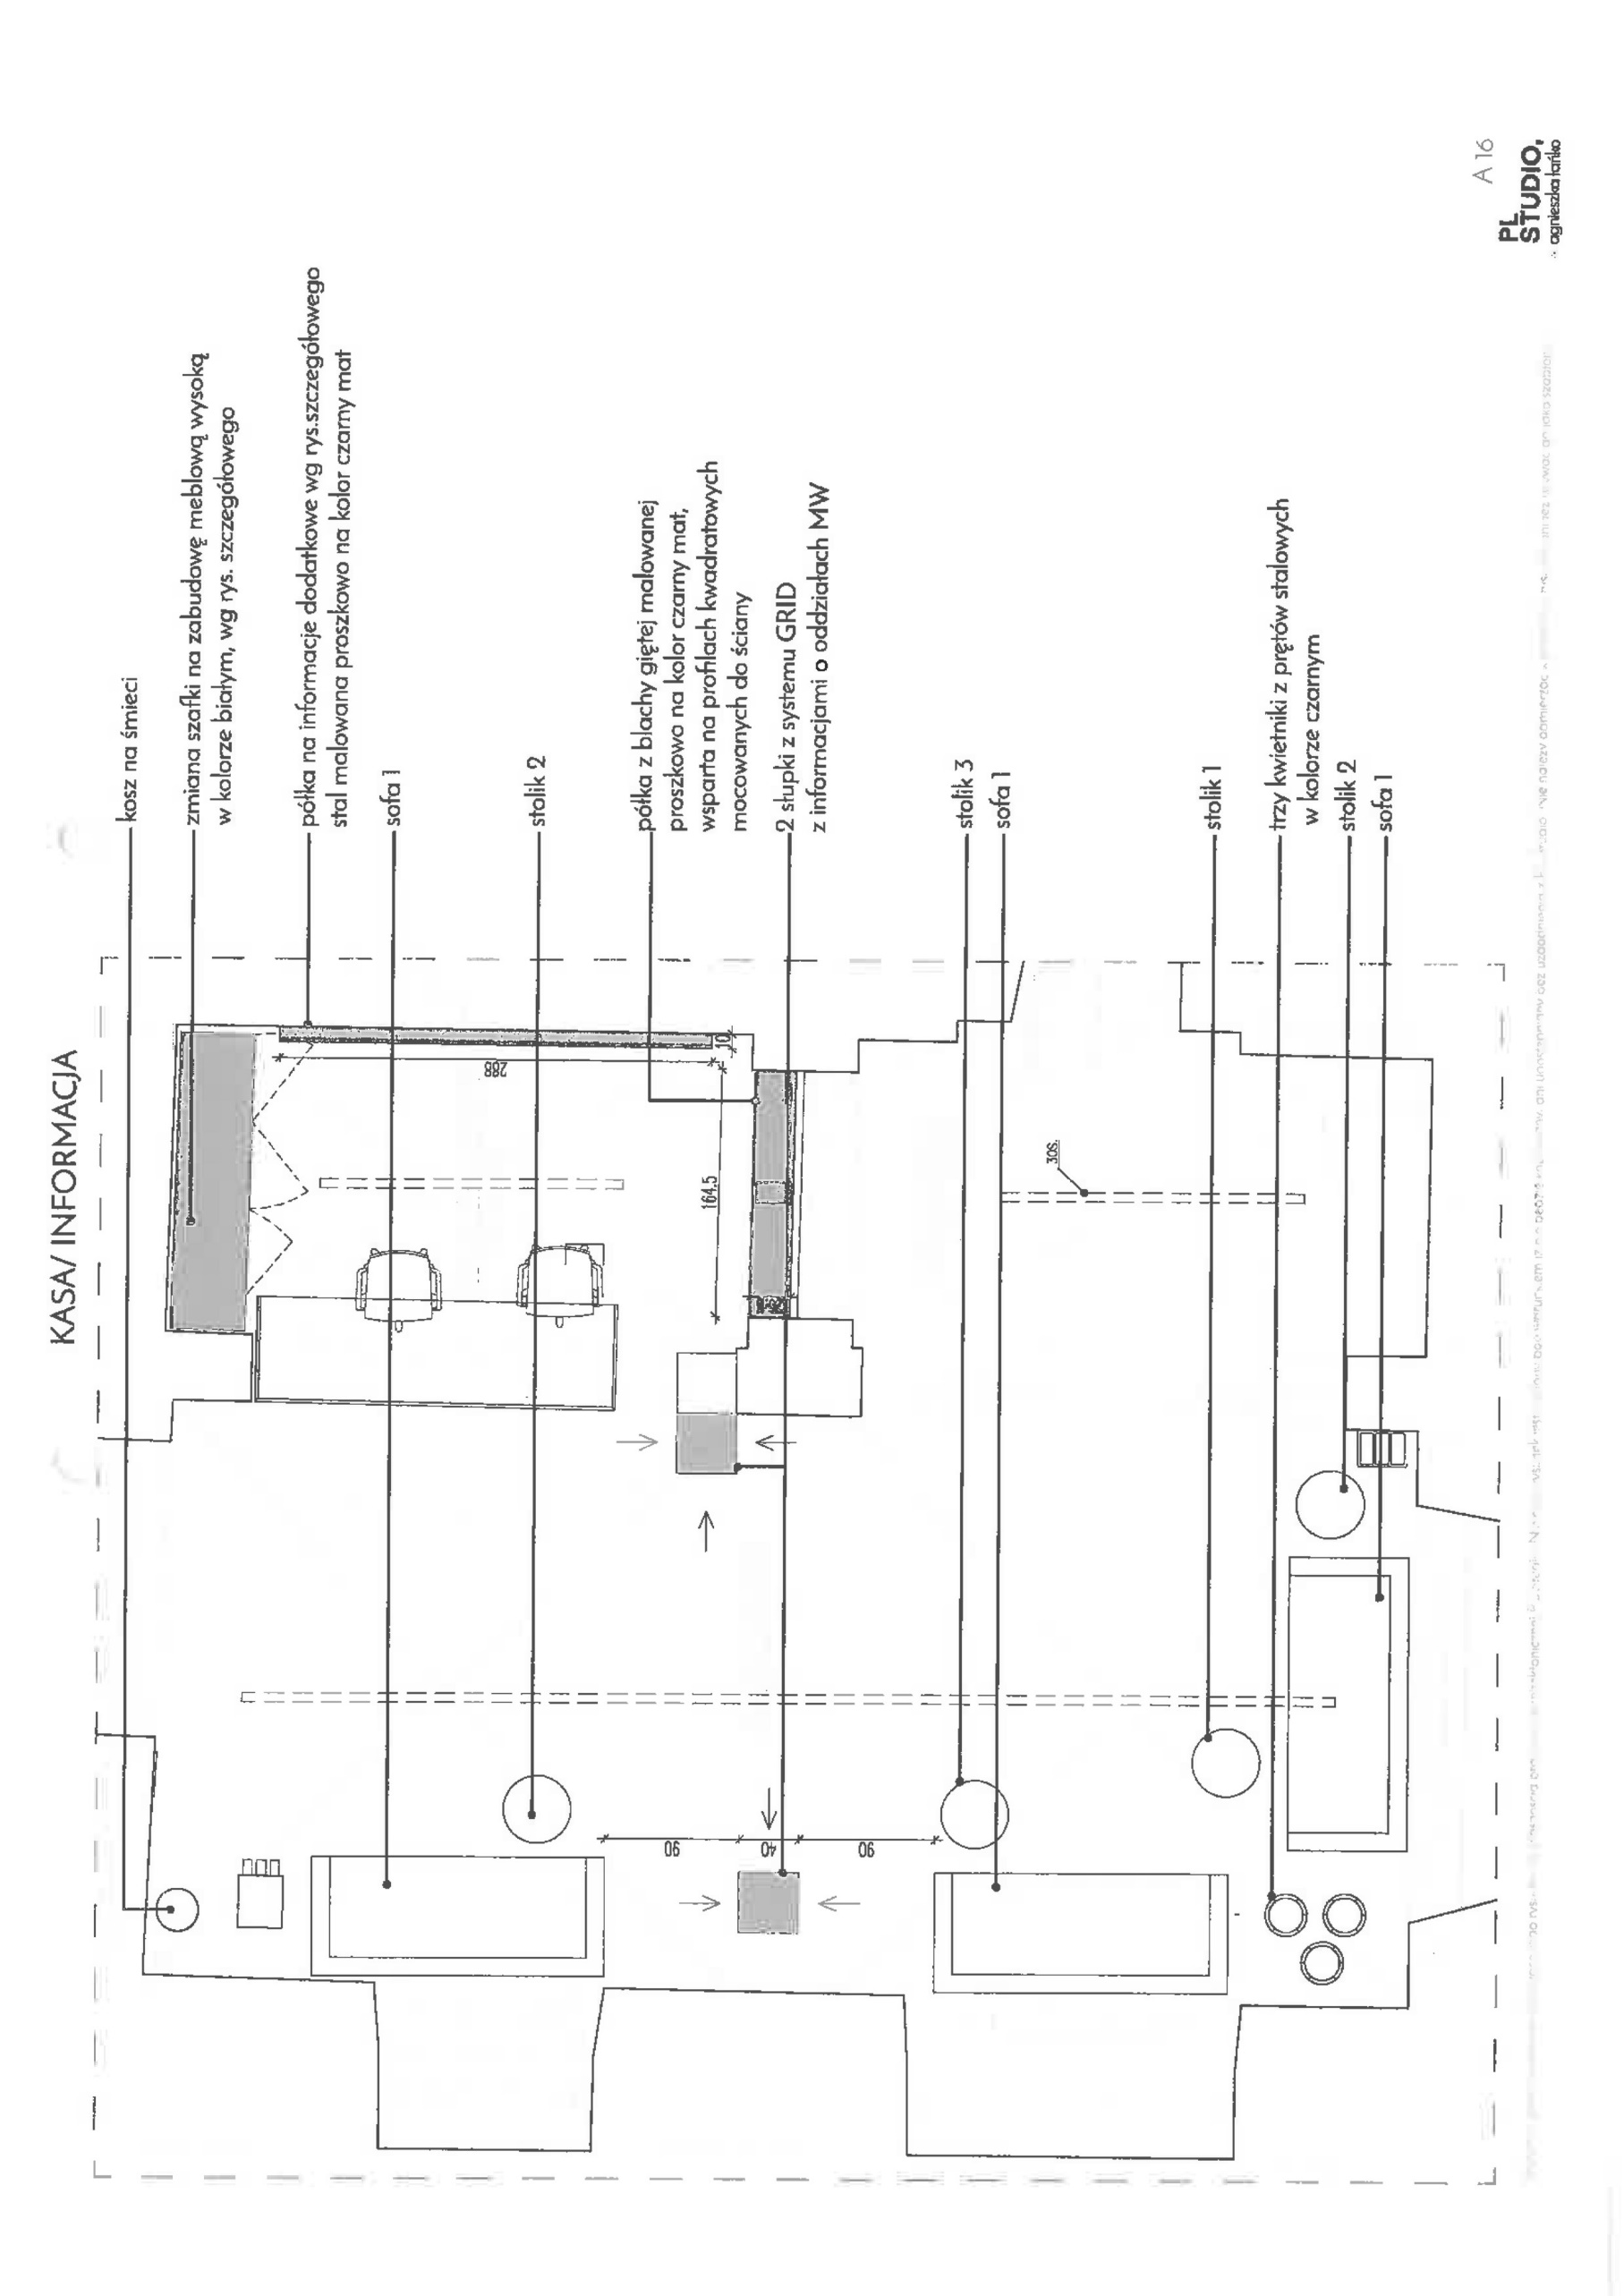 KASA/ INFORMACJA
kosz na śmieci
zmiana szafki na zabudowę meblową wysoką
w kolorze białym, wg rys. szczegółowego
półka na informacje dodatkowe wg rys.szczegółowego
stal malowana proszkowo na kolor czarny mat
sofa 1
stolik 2
półka z blachy giętej malowanej
proszkowo na kolor czarny mat,
wsparta na profilach kwadratowych
mocowanych do ściany
2 słupki z systemu GRID
z informacjami o oddziałach MW
stolik 3
sofa 1
stolik 1
trzy kwietniki z prętów stalowych
w kolorze czarnym
stolik 2
sofa 1
288
10
164.5
30S.
90
40
90
A 16
PL
STUDIO,
agnieszka łańko